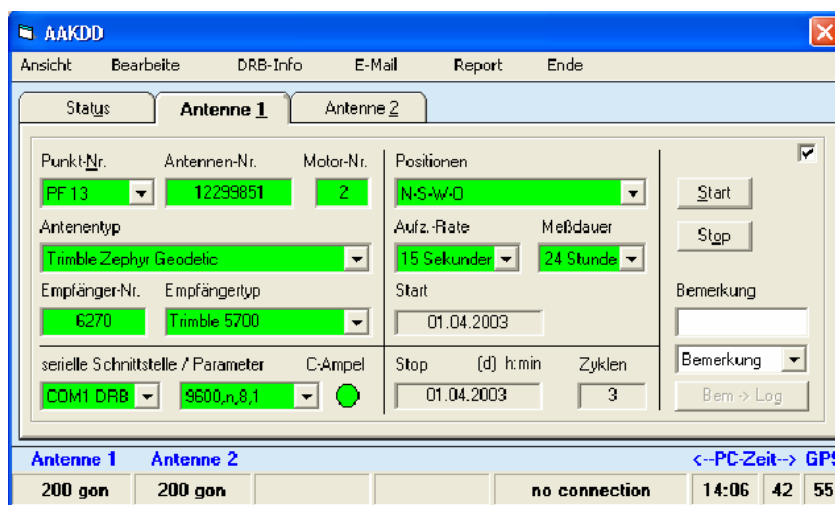 AAKDD
Ansicht Bearbeite DRB-Info E-Mail Report Ende
Status Antenne 1 Antenne 2
Punkt-Nr. Antennen-Nr. Motor-Nr. Positionen
PF 13 12299851 2 N-S-W-O Start
Antenentyp Aufz.-Rate Meßdauer
Trimble Zephyr Geodetic 15 Sekunder 24 Stunde Stop
Empfänger-Nr. Empfängertyp Start Bemerkung
6270 Trimble 5700 01.04.2003
serielle Schnittstelle / Parameter C-Ampel Stop (d) h:min Zyklen Bemerkung
COM1 DRB 9600,n,8,1 01.04.2003 3 Bem -> Log
Antenne 1 Antenne 2 <--PC-Zeit--> GPS
200 gon 200 gon no connection 14:06 42 55